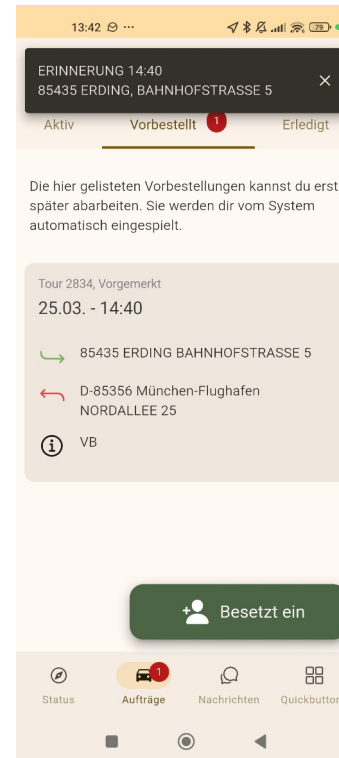 13:42
79
ERINNERUNG 14:40
85435 ERDING, BAHNHOFSTRASSE 5
Aktiv Vorbestellt 1 Erledigt
Die hier gelisteten Vorbestellungen kannst du erst
später abarbeiten. Sie werden dir vom System
automatisch eingespielt.
Tour 2834, Vorgemerkt
25.03. - 14:40
85435 ERDING BAHNHOFSTRASSE 5
D-85356 München-Flughafen
NORDALLEE 25
VB
Besetzt ein
1
Status Aufträge Nachrichten Quickbuttor